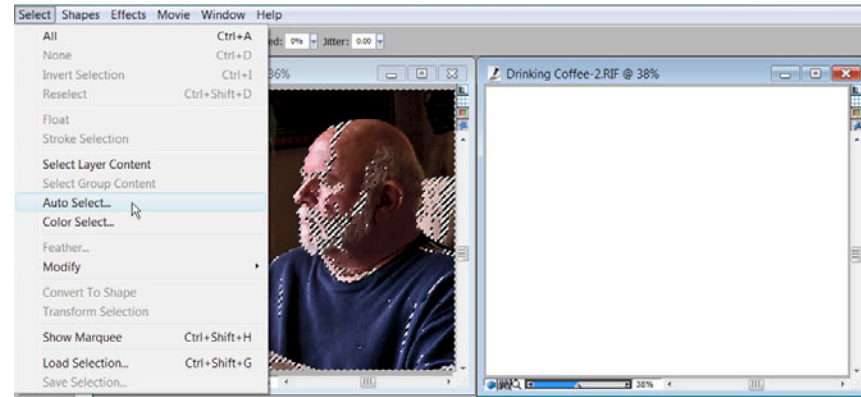 Select Shapes Effects Movie Window Help
All Ctrl+A
None Ctrl+D
Invert Selection Ctrl+I
Reselect Ctrl+Shift+D
Float
Stroke Selection
Select Layer Content
Select Group Content
Auto Select...
Color Select...
Feather...
Modify
Convert To Shape
Transform Selection
Show Marquee Ctrl+Shift+H
Load Selection... Ctrl+Shift+G
Save Selection...
ed: 0% Jitter: 0.00
36%
Drinking Coffee-2.RIF @ 38%
38%